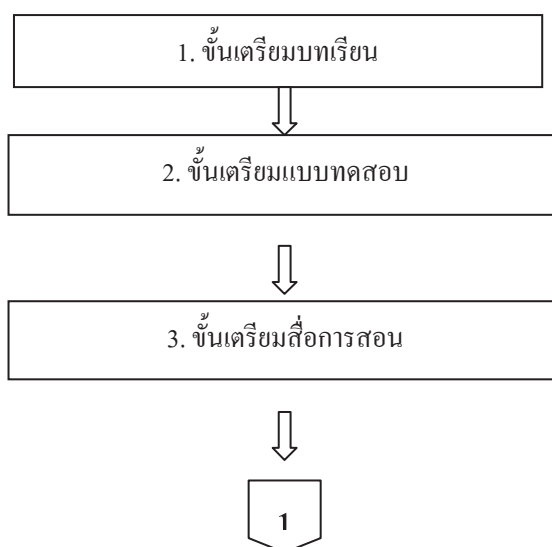 1. ขั้นเตรียมบทเรียน
2. ขั้นเตรียมแบบทดสอบ
3. ขั้นเตรียมสื่อการสอน
1